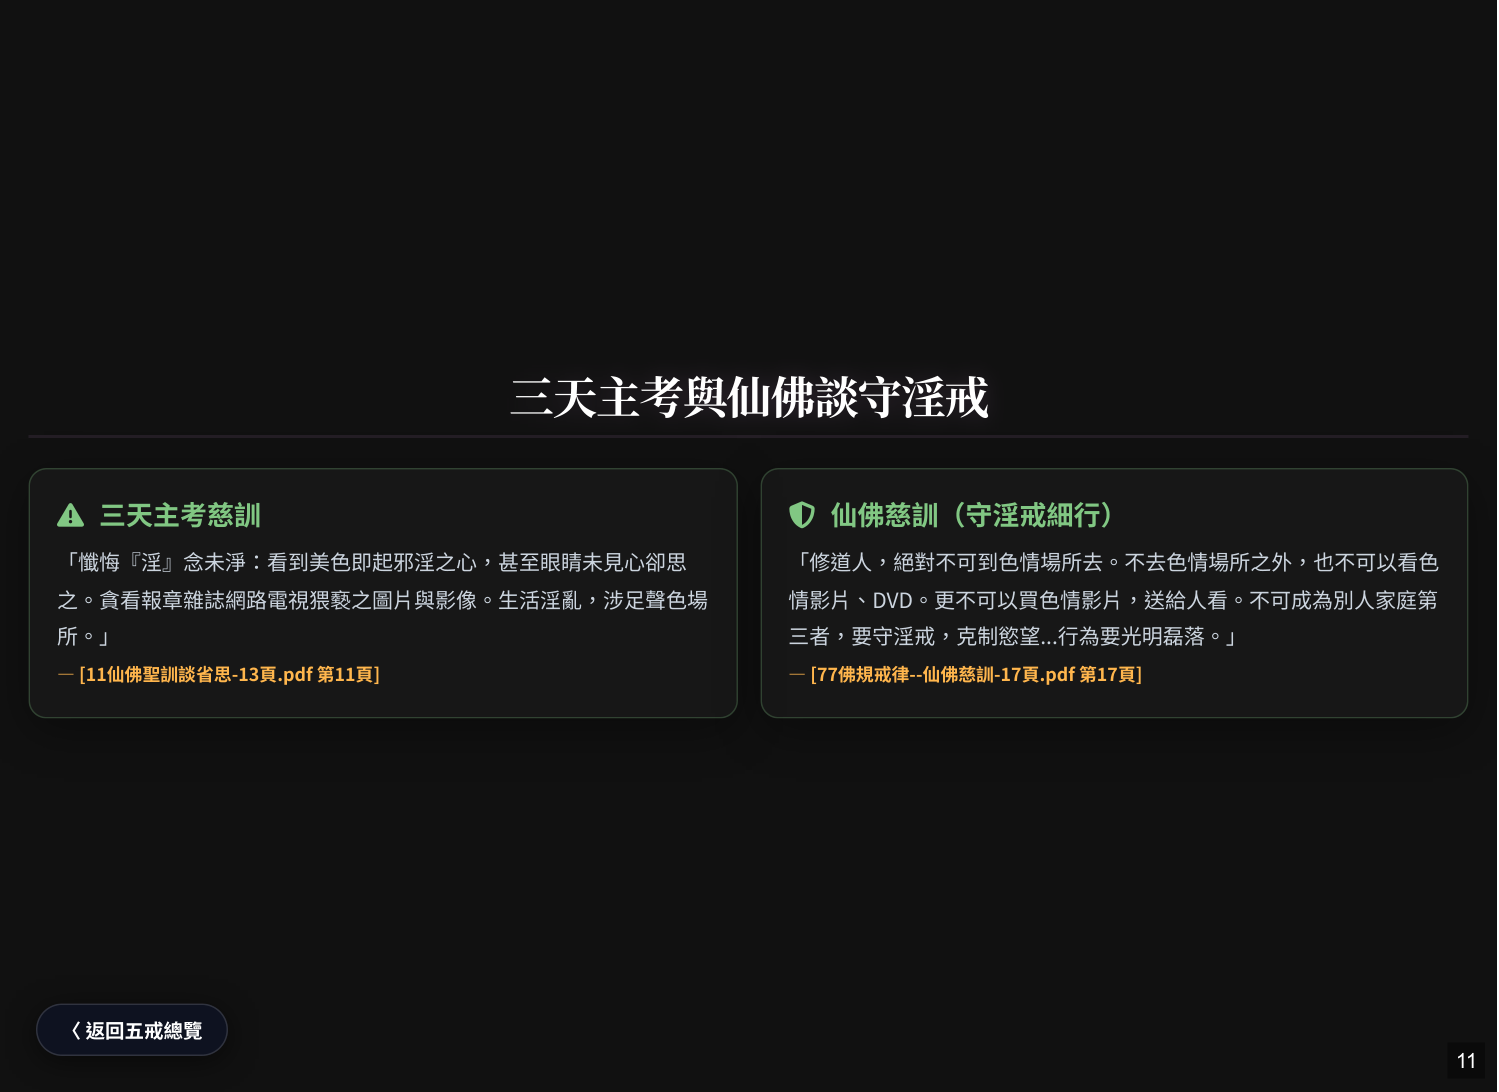 三天主考與仙佛談守淫戒
三天主考慈訓
「懺悔『淫』念未淨：看到美色即起邪淫之心，甚至眼睛未見心卻思
之。貪看報章雜誌網路電視猥褻之圖片與影像。生活淫亂，涉足聲色場
所。」
— [11仙佛聖訓談省思-13頁.pdf 第11頁]
仙佛慈訓（守淫戒細行）
「修道人，絕對不可到色情場所去。不去色情場所之外，也不可以看色
情影片、DVD。更不可以買色情影片，送給人看。不可成為別人家庭第
三者，要守淫戒，克制慾望...行為要光明磊落。」
— [77佛規戒律--仙佛慈訓-17頁.pdf 第17頁]
〈 返回五戒總覽
11